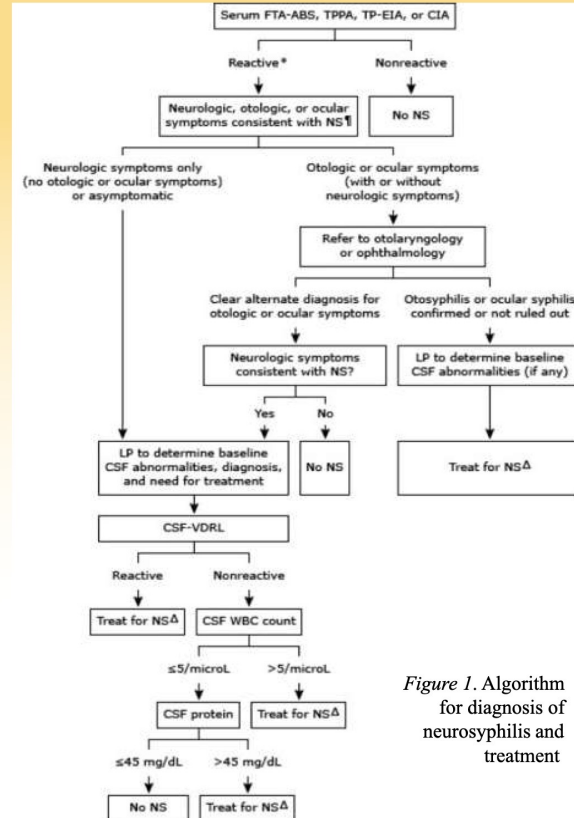 Serum FTA-ABS, TPPA, TP-EIA, or CIA
Reactive*
Nonreactive
Neurologic, otologic, or ocular
symptoms consistent with NS¶
No NS
Neurologic symptoms only
(no otologic or ocular symptoms)
or asymptomatic
Otologic or ocular symptoms
(with or without
neurologic symptoms)
Refer to otolaryngology
or ophthalmology
Clear alternate diagnosis for
otologic or ocular symptoms
Otosyphilis or ocular syphilis
confirmed or not ruled out
Neurologic symptoms
consistent with NS?
LP to determine baseline
CSF abnormalities (if any)
Yes
No
LP to determine baseline
CSF abnormalities, diagnosis,
and need for treatment
No NS
Treat for NSΔ
CSF-VDRL
Reactive
Nonreactive
Treat for NSΔ
CSF WBC count
≤5/microL
>5/microL
CSF protein
Treat for NSΔ
≤45 mg/dL
>45 mg/dL
No NS
Treat for NSΔ
Figure 1. Algorithm
for diagnosis of
neurosyphilis and
treatment